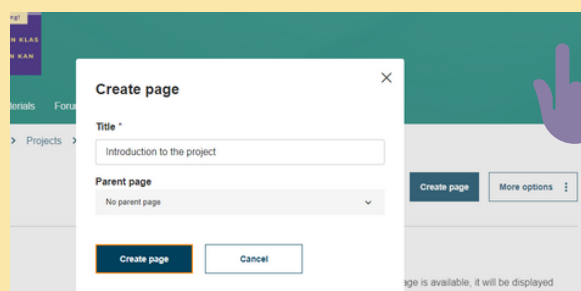 ng!
N KLAS
N KAN
terials Foru
> Projects >
Create page
Title *
Introduction to the project
Parent page
No parent page
Create page Cancel
Create page More options
age is available, it will be displayed